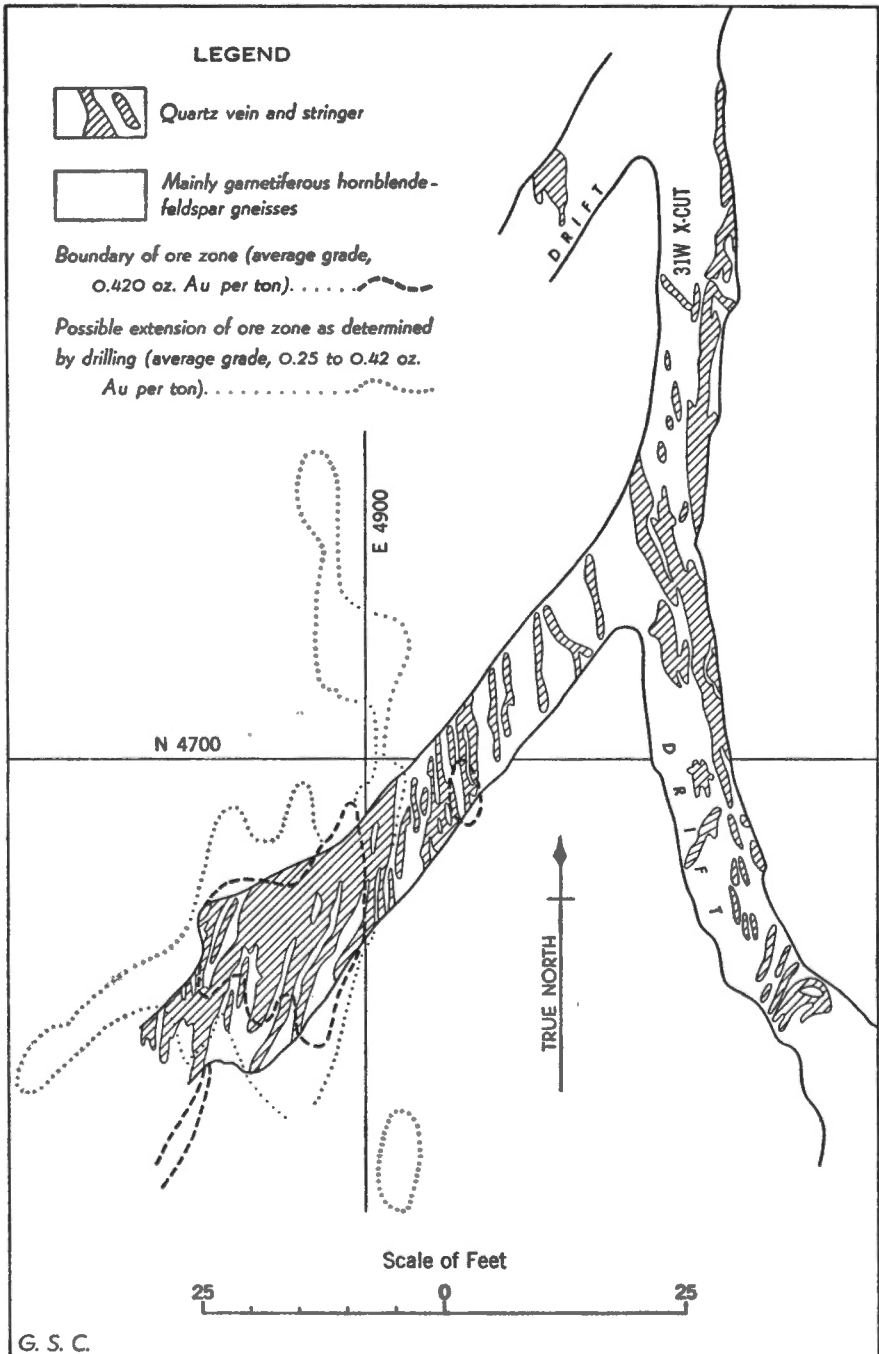 LEGEND
Quartz vein and stringer
Mainly garnetiferous hornblende-
feldspar gneisses
Boundary of ore zone (average grade,
0.420 oz. Au per ton)......
Possible extension of ore zone as determined
by drilling (average grade, 0.25 to 0.42 oz.
Au per ton)..............
DRIFT
31W X-CUT
E 4900
N 4700
DRIFT
TRUE NORTH
Scale of Feet
25 0 25
G. S. C.